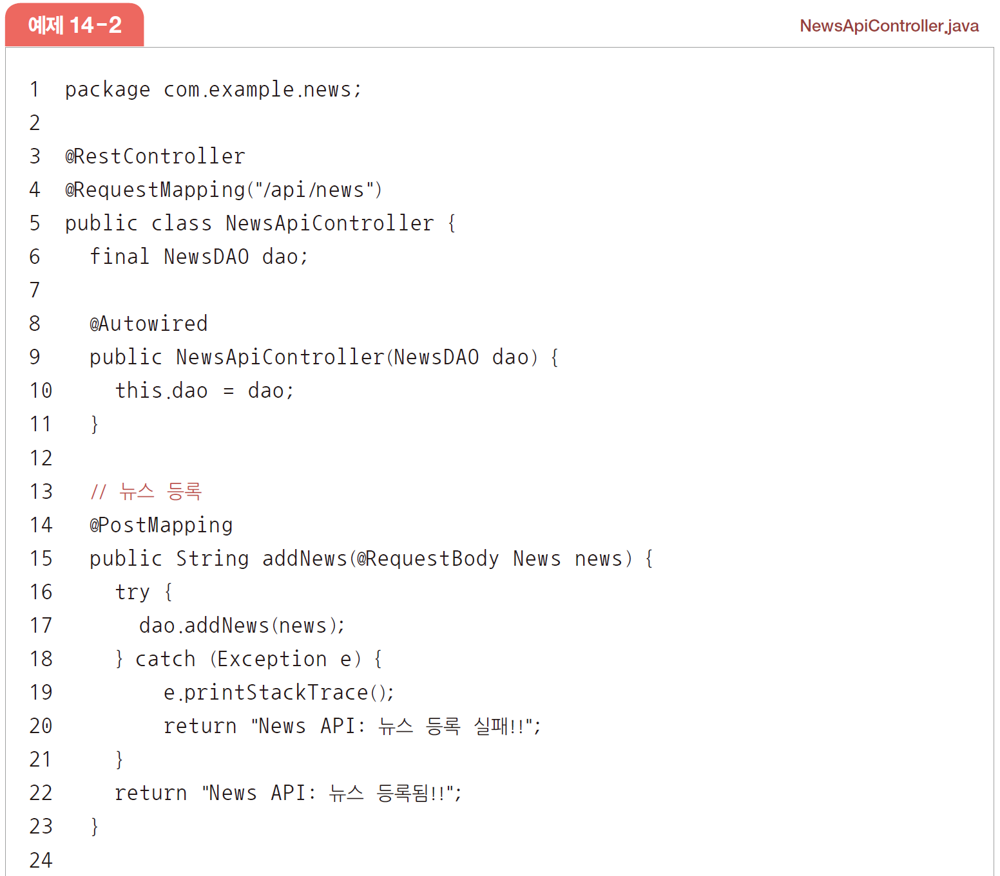 예제 14-2
NewsApiController.java
1 package com.example.news;
2
3 @RestController
4 @RequestMapping("/api/news")
5 public class NewsApiController {
6   final NewsDAO dao;
7
8   @Autowired
9   public NewsApiController(NewsDAO dao) {
10     this.dao = dao;
11   }
12
13   // 뉴스 등록
14   @PostMapping
15   public String addNews(@RequestBody News news) {
16     try {
17       dao.addNews(news);
18     } catch (Exception e) {
19         e.printStackTrace();
20         return "News API: 뉴스 등록 실패!!";
21     }
22     return "News API: 뉴스 등록됨!!";
23   }
24